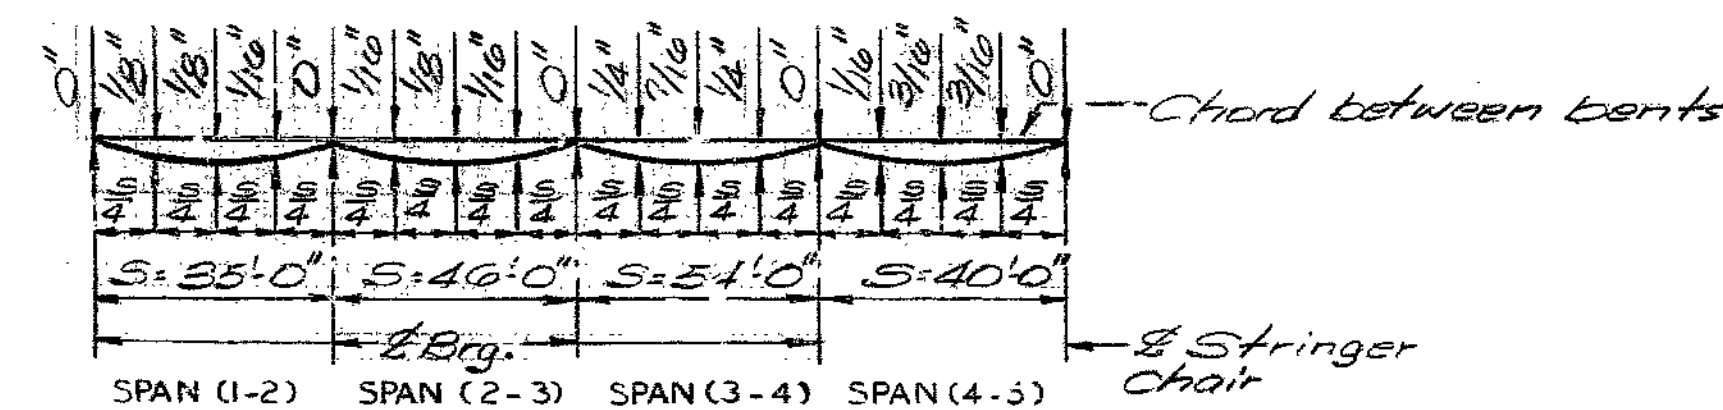 0" 1/8" 1/8" 1/16" 0" 1/16" 1/8" 1/16" 0" 1/4" 7/16" 1/4" 0" 1/16" 3/16" 3/16" 0"
Chord between bents
S/4 S/4 S/4 S/4 S/4 S/4 S/4 S/4 S/4 S/4 S/4 S/4 S/4 S/4 S/4 S/4
S=35'-0" S=46'-0" S=54'-0" S=40'-0"
℄ Brg. ℄ Stringer
Chair
SPAN (1-2) SPAN (2-3) SPAN (3-4) SPAN (4-5)